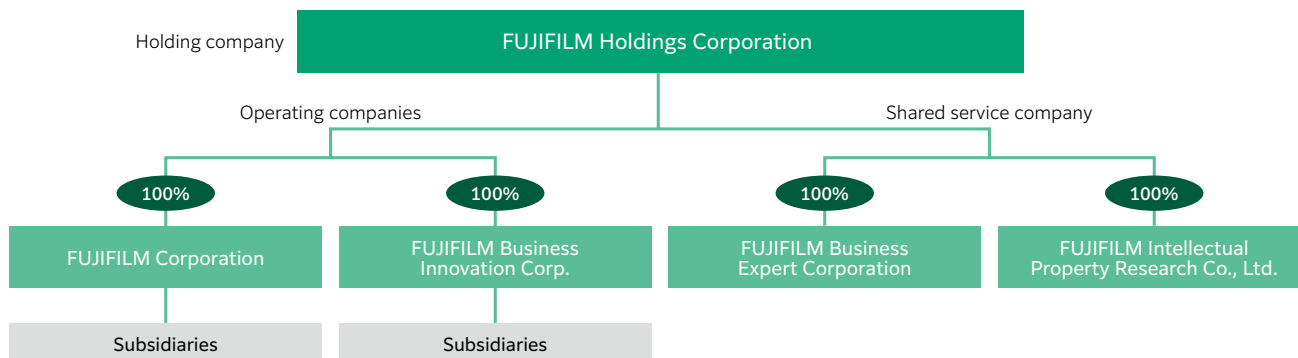 Holding company
FUJIFILM Holdings Corporation
Operating companies
Shared service company
100%
100%
100%
100%
FUJIFILM Corporation
FUJIFILM Business
Innovation Corp.
FUJIFILM Business
Expert Corporation
FUJIFILM Intellectual
Property Research Co., Ltd.
Subsidiaries
Subsidiaries